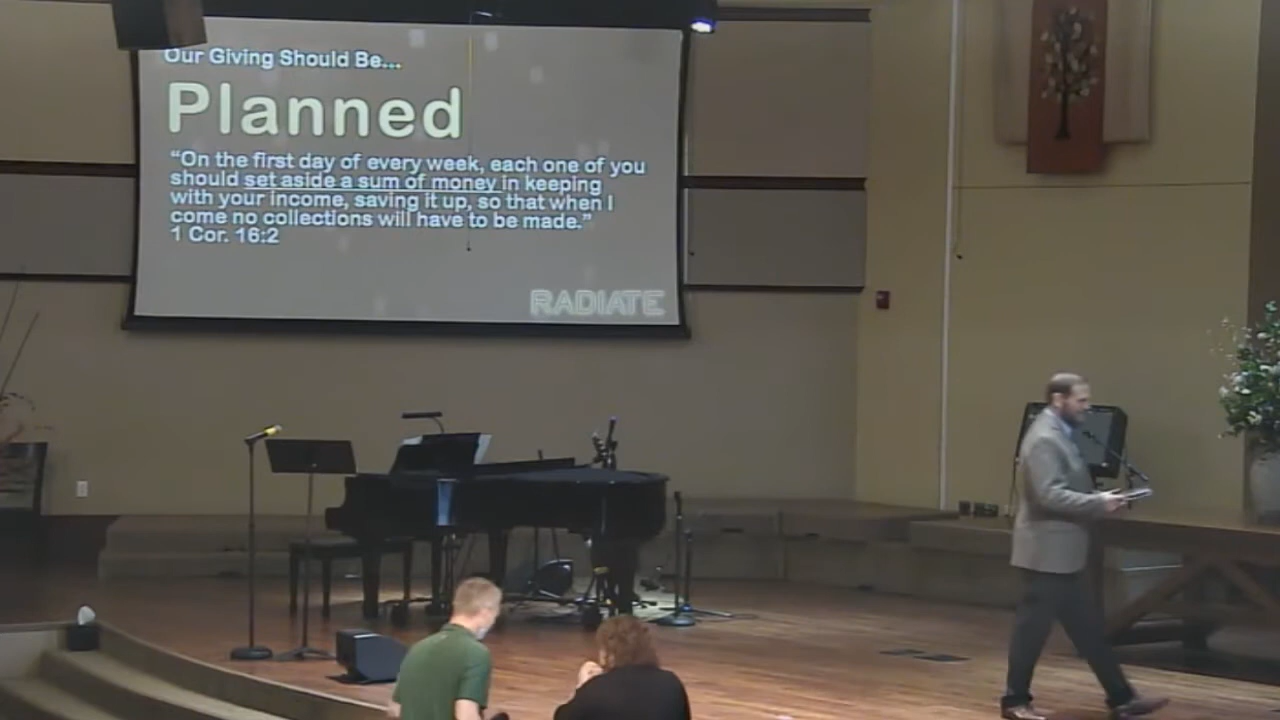 Our Giving Should Be...
Planned
“On the first day of every week, each one of you
should set aside a sum of money in keeping
with your income, saving it up, so that when I
come no collections will have to be made.”
1 Cor. 16:2
RADIATE